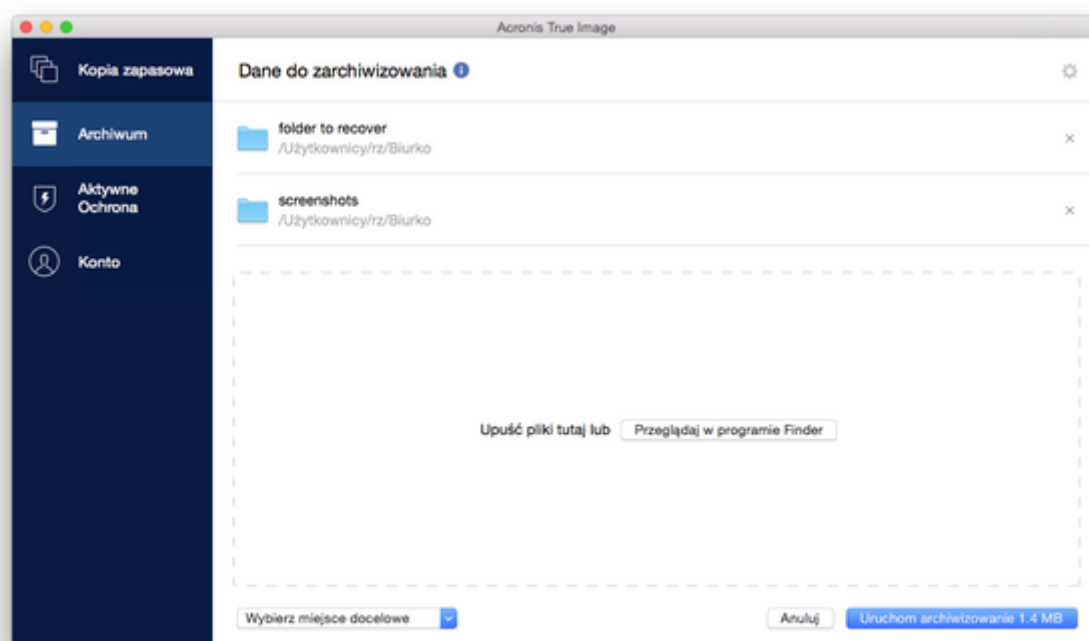 Acronis True Image
Kopia zapasowa
Archiwum
Aktywne
Ochrona
Konto
Dane do zarchiwizowania
folder to recover
/Użytkownicy/rz/Biurko
screenshots
/Użytkownicy/rz/Biurko
Upuść pliki tutaj lub Przeglądaj w programie Finder
Wybierz miejsce docelowe Anuluj Uruchom archiwizowanie 1.4 MB